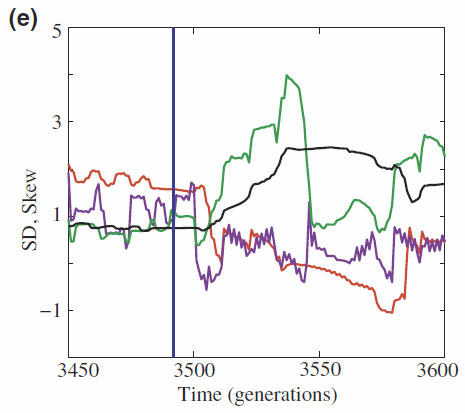 (e)
5
3
1
−1
SD, Skew
3450 3500 3550 3600
Time (generations)